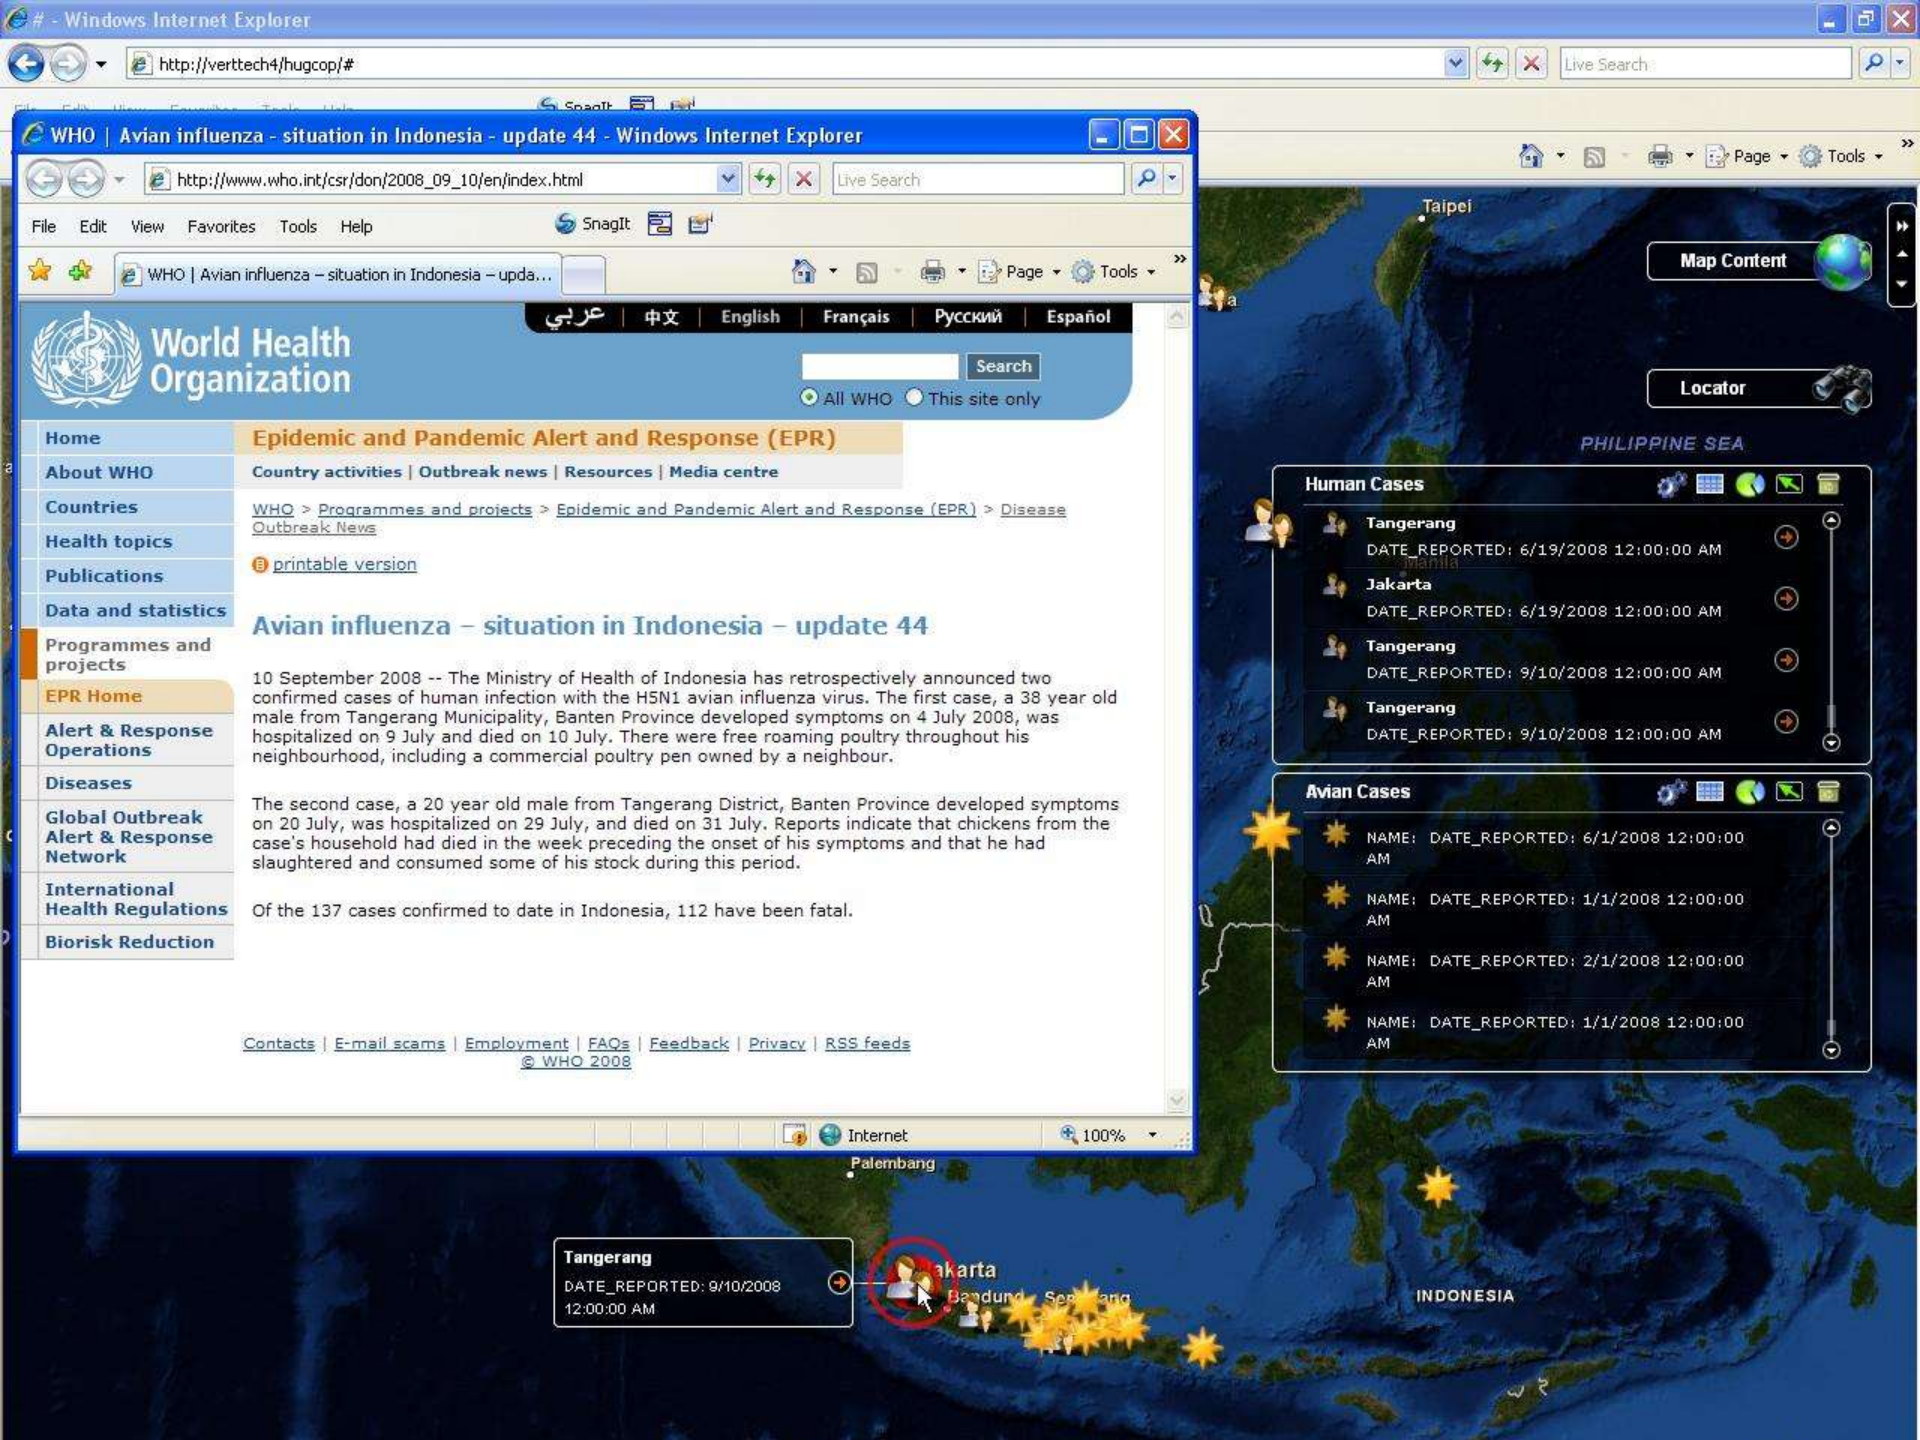 # - Windows Internet Explorer
http://verttech4/hugcop/#
Live Search
SnagIt
Page
Tools
WHO | Avian influenza - situation in Indonesia - update 44 - Windows Internet Explorer
http://www.who.int/csr/don/2008_09_10/en/index.html
Live Search
File Edit View Favorites Tools Help
SnagIt
WHO | Avian influenza – situation in Indonesia – upda...
Page
Tools
عربي | 中文 | English | Français | Русский | Español
World Health
Organization
Search
All WHO This site only
Home
About WHO
Countries
Health topics
Publications
Data and statistics
Programmes and
projects
EPR Home
Alert & Response
Operations
Diseases
Global Outbreak
Alert & Response
Network
International
Health Regulations
Biorisk Reduction
Epidemic and Pandemic Alert and Response (EPR)
Country activities | Outbreak news | Resources | Media centre
WHO > Programmes and projects > Epidemic and Pandemic Alert and Response (EPR) > Disease
Outbreak News
printable version
Avian influenza – situation in Indonesia – update 44
10 September 2008 -- The Ministry of Health of Indonesia has retrospectively announced two
confirmed cases of human infection with the H5N1 avian influenza virus. The first case, a 38 year old
male from Tangerang Municipality, Banten Province developed symptoms on 4 July 2008, was
hospitalized on 9 July and died on 10 July. There were free roaming poultry throughout his
neighbourhood, including a commercial poultry pen owned by a neighbour.
The second case, a 20 year old male from Tangerang District, Banten Province developed symptoms
on 20 July, was hospitalized on 29 July, and died on 31 July. Reports indicate that chickens from the
case's household had died in the week preceding the onset of his symptoms and that he had
slaughtered and consumed some of his stock during this period.
Of the 137 cases confirmed to date in Indonesia, 112 have been fatal.
Contacts | E-mail scams | Employment | FAQs | Feedback | Privacy | RSS feeds
© WHO 2008
Internet
100%
Taipei
Map Content
Locator
PHILIPPINE SEA
Human Cases
Tangerang
DATE_REPORTED: 6/19/2008 12:00:00 AM
Manila
Jakarta
DATE_REPORTED: 6/19/2008 12:00:00 AM
Tangerang
DATE_REPORTED: 9/10/2008 12:00:00 AM
Tangerang
DATE_REPORTED: 9/10/2008 12:00:00 AM
Avian Cases
NAME: DATE_REPORTED: 6/1/2008 12:00:00
AM
NAME: DATE_REPORTED: 1/1/2008 12:00:00
AM
NAME: DATE_REPORTED: 2/1/2008 12:00:00
AM
NAME: DATE_REPORTED: 1/1/2008 12:00:00
AM
Palembang
Tangerang
DATE_REPORTED: 9/10/2008
12:00:00 AM
akarta
Bandung
INDONESIA